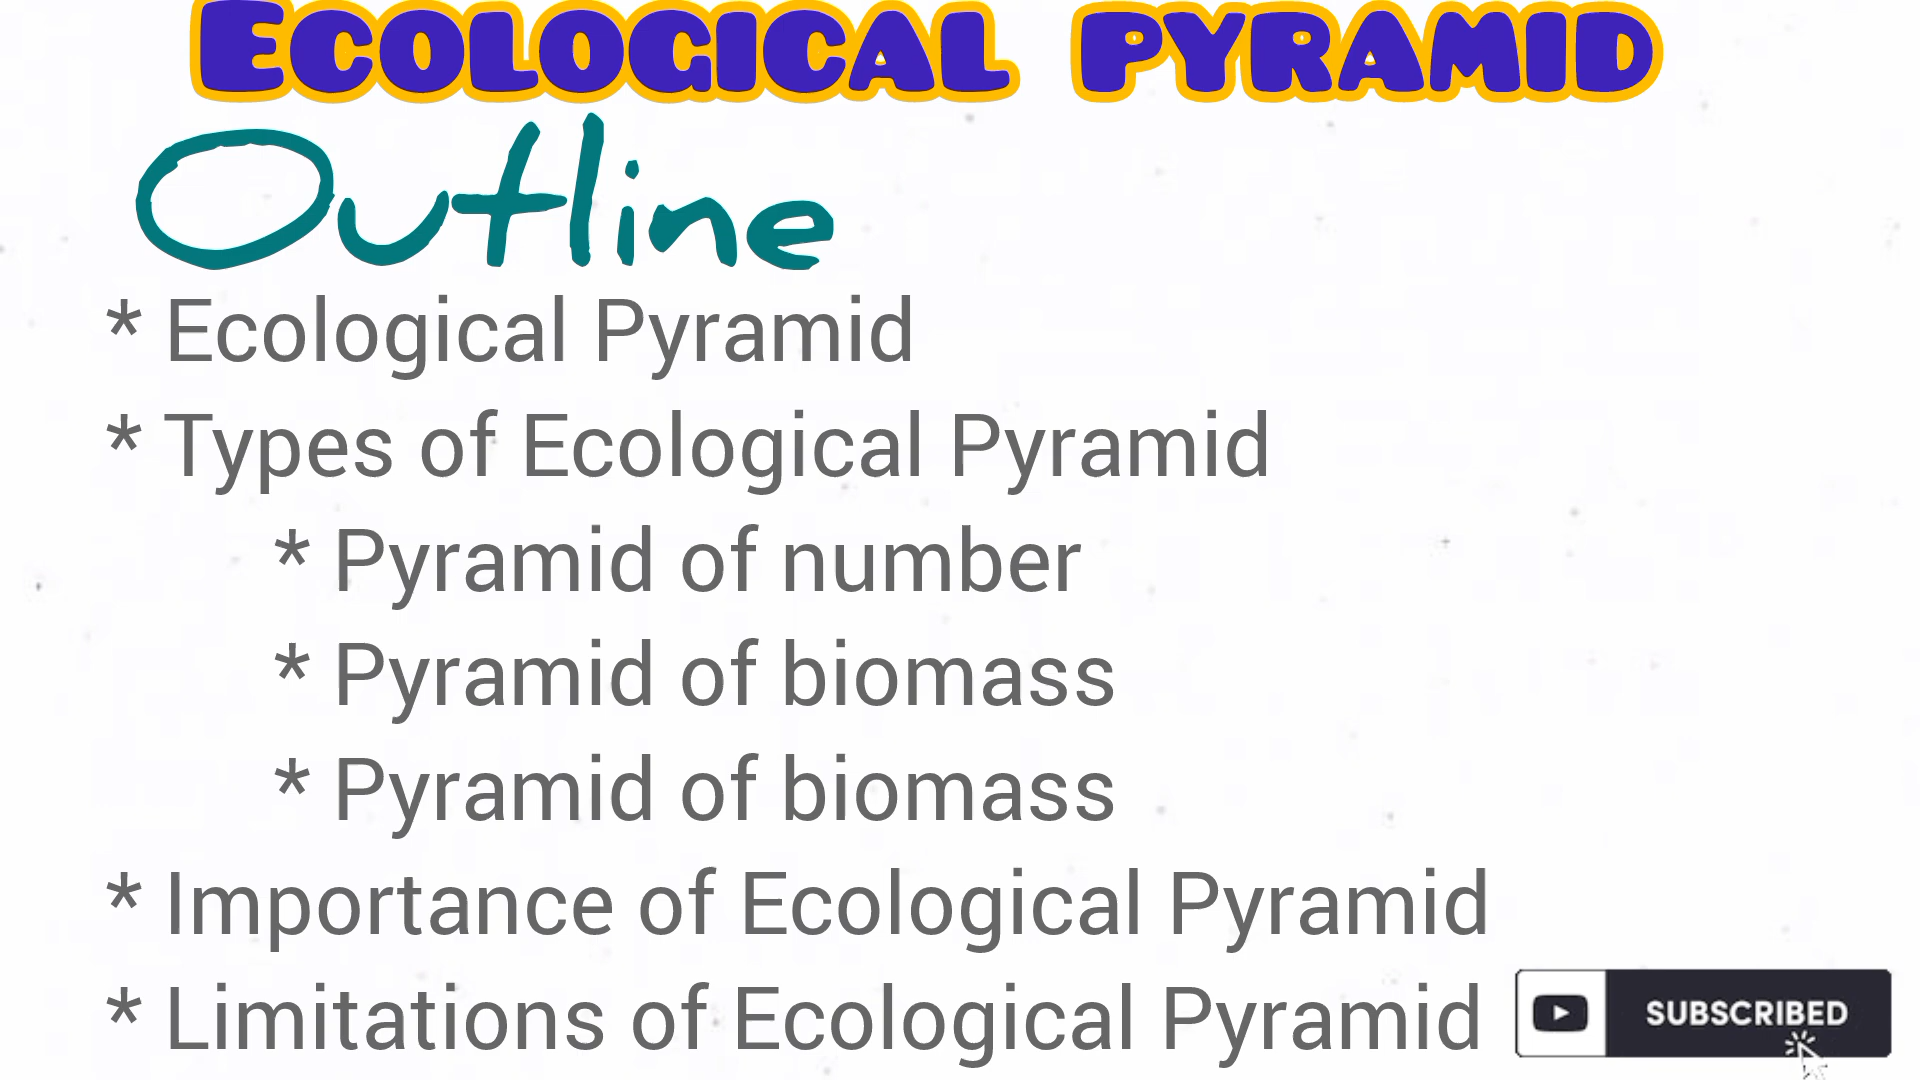 ECOLOGICAL PYRAMID
Outline
* Ecological Pyramid
* Types of Ecological Pyramid
* Pyramid of number
* Pyramid of biomass
* Pyramid of biomass
* Importance of Ecological Pyramid
* Limitations of Ecological Pyramid
SUBSCRIBED